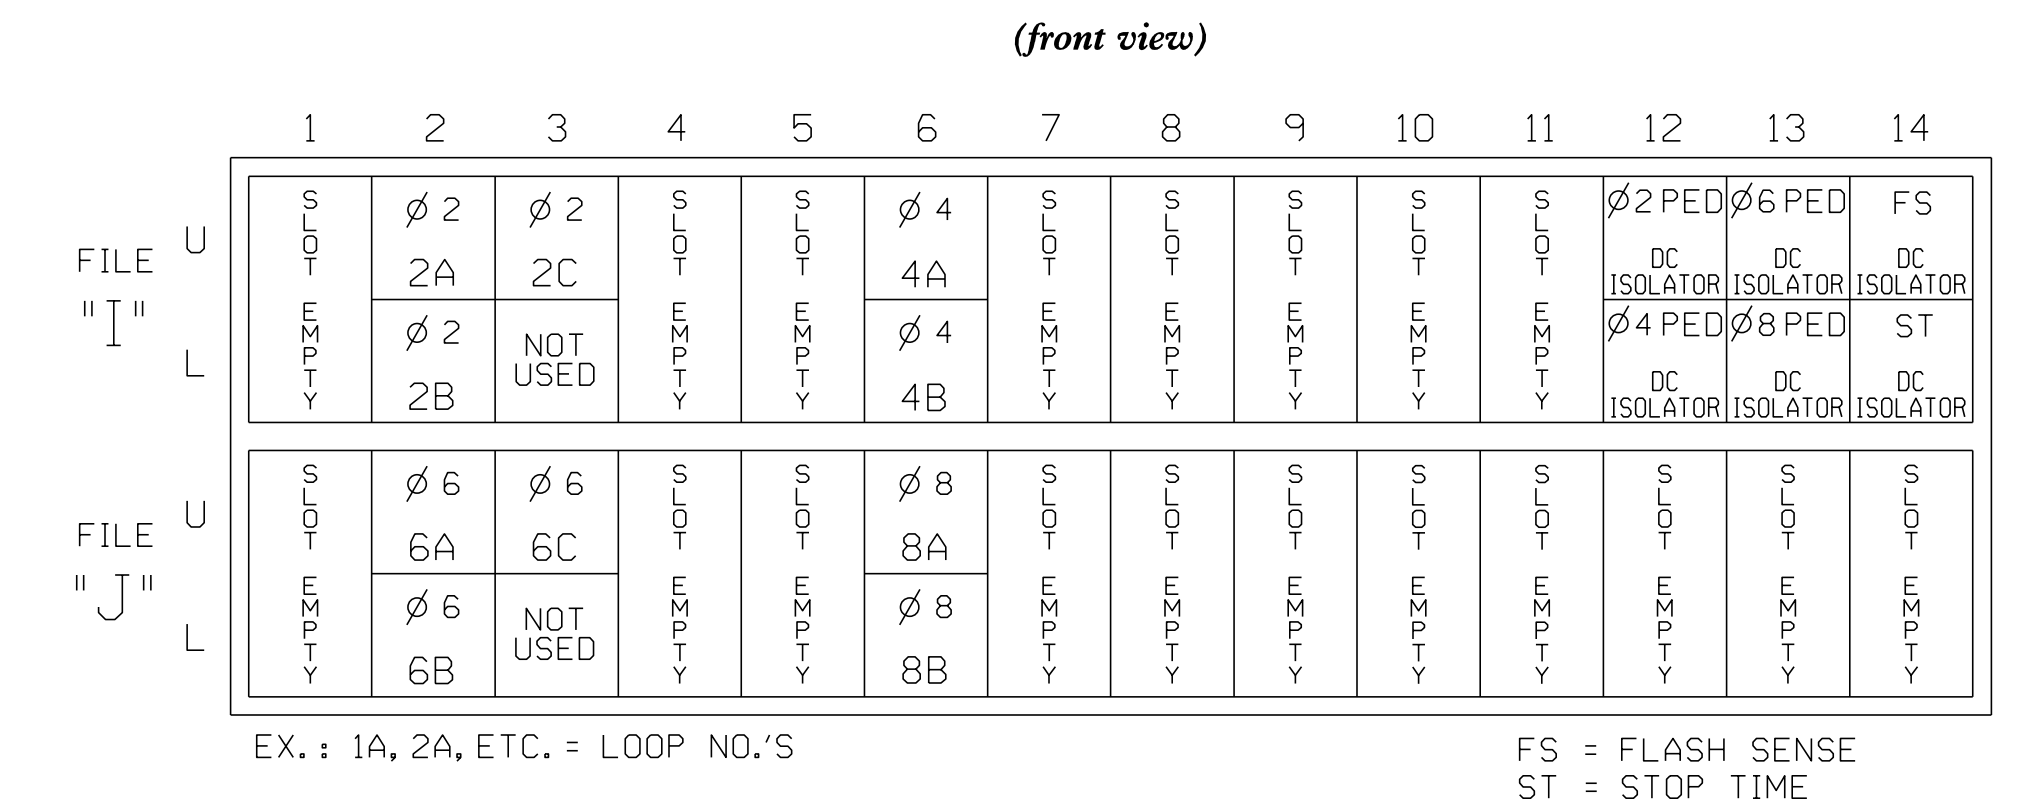 (front view)
1 2 3 4 5 6 7 8 9 10 11 12 13 14
FILE "I"
U
L
SLOT EMPTY
Ø 2
2A
Ø 2
2B
Ø 2
2C
NOT
USED
SLOT EMPTY
SLOT EMPTY
Ø 4
4A
Ø 4
4B
SLOT EMPTY
SLOT EMPTY
SLOT EMPTY
SLOT EMPTY
SLOT EMPTY
Ø 2 PED
DC
ISOLATOR
Ø 4 PED
DC
ISOLATOR
Ø 6 PED
DC
ISOLATOR
Ø 8 PED
DC
ISOLATOR
FS
DC
ISOLATOR
ST
DC
ISOLATOR
FILE "J"
U
L
SLOT EMPTY
Ø 6
6A
Ø 6
6B
Ø 6
6C
NOT
USED
SLOT EMPTY
SLOT EMPTY
Ø 8
8A
Ø 8
8B
SLOT EMPTY
SLOT EMPTY
SLOT EMPTY
SLOT EMPTY
SLOT EMPTY
SLOT EMPTY
SLOT EMPTY
SLOT EMPTY
EX.: 1A, 2A, ETC. = LOOP NO.'S
FS = FLASH SENSE
ST = STOP TIME